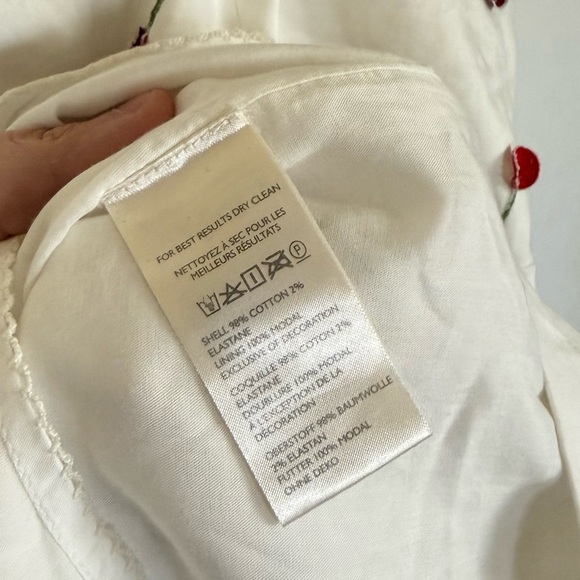 FOR BEST RESULTS DRY CLEAN
NETTOYEZ À SEC POUR LES
MEILLEURS RÉSULTATS
P
SHELL 98% COTTON 2%
ELASTANE
LINING 100% MODAL
EXCLUSIVE OF DECORATION
COQUILLE 98% COTON 2%
ELASTANE
DOUBLURE 100% MODAL
À L'EXCEPTION DE LA
DÉCORATION
OBERSTOFF 98% BAUMWOLLE
2% ELASTAN
FUTTER 100% MODAL
OHNE DEKO